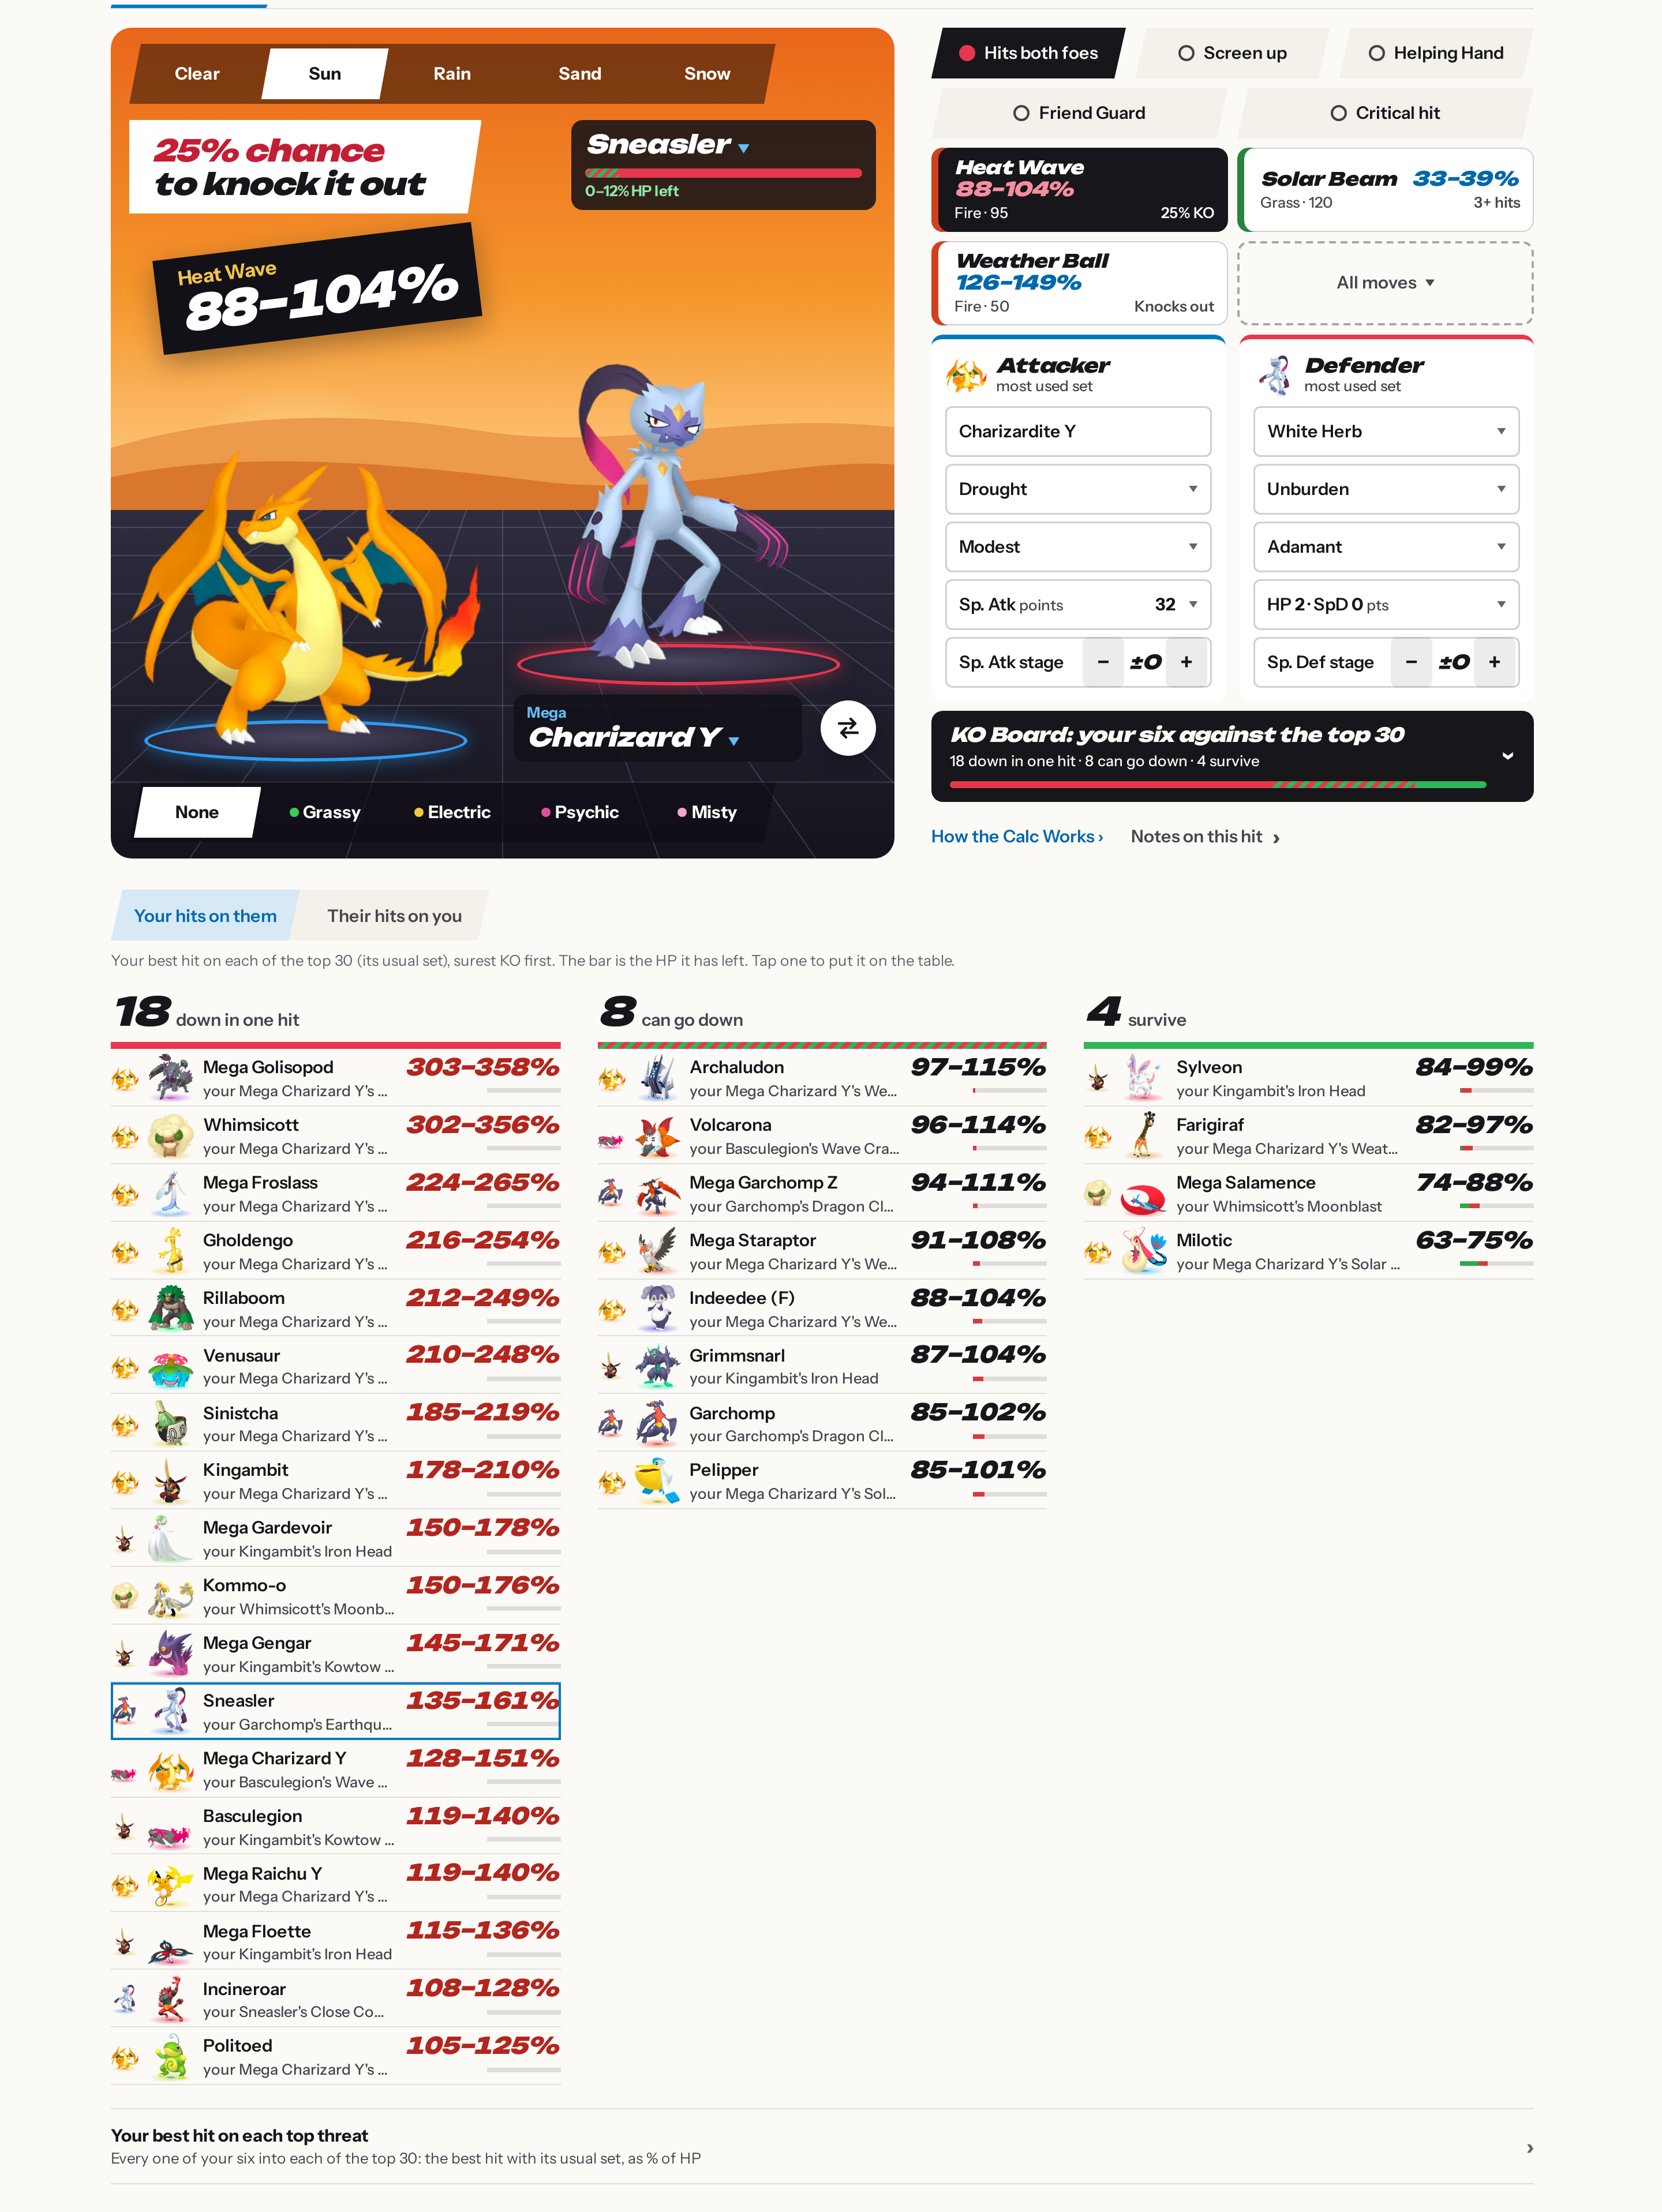 Clear Sun Rain Sand Snow
25% chance
to knock it out
Sneasler
0–12% HP left
Heat Wave
88–104%
Mega
Charizard Y
None Grassy Electric Psychic Misty
Hits both foes Screen up Helping Hand
Friend Guard Critical hit
Heat Wave
88–104%
Fire · 95 25% KO
Solar Beam 33–39%
Grass · 120 3+ hits
Weather Ball
126–149%
Fire · 50 Knocks out
All moves
Attacker
most used set
Charizardite Y
Drought
Modest
Sp. Atk points 32
Sp. Atk stage − ±0 +
Defender
most used set
White Herb
Unburden
Adamant
HP 2 · SpD 0 pts
Sp. Def stage − ±0 +
KO Board: your six against the top 30
18 down in one hit · 8 can go down · 4 survive
How the Calc Works › Notes on this hit ›
Your hits on them Their hits on you
Your best hit on each of the top 30 (its usual set), surest KO first. The bar is the HP it has left. Tap one to put it on the table.
18 down in one hit
Mega Golisopod 303–358%
your Mega Charizard Y's ...
Whimsicott 302–356%
your Mega Charizard Y's ...
Mega Froslass 224–265%
your Mega Charizard Y's ...
Gholdengo 216–254%
your Mega Charizard Y's ...
Rillaboom 212–249%
your Mega Charizard Y's ...
Venusaur 210–248%
your Mega Charizard Y's ...
Sinistcha 185–219%
your Mega Charizard Y's ...
Kingambit 178–210%
your Mega Charizard Y's ...
Mega Gardevoir 150–178%
your Kingambit's Iron Head
Kommo-o 150–176%
your Whimsicott's Moonb...
Mega Gengar 145–171%
your Kingambit's Kowtow ...
Sneasler 135–161%
your Garchomp's Earthqu...
Mega Charizard Y 128–151%
your Basculegion's Wave ...
Basculegion 119–140%
your Kingambit's Kowtow ...
Mega Raichu Y 119–140%
your Mega Charizard Y's ...
Mega Floette 115–136%
your Kingambit's Iron Head
Incineroar 108–128%
your Sneasler's Close Co...
Politoed 105–125%
your Mega Charizard Y's ...
8 can go down
Archaludon 97–115%
your Mega Charizard Y's We...
Volcarona 96–114%
your Basculegion's Wave Cra...
Mega Garchomp Z 94–111%
your Garchomp's Dragon Cl...
Mega Staraptor 91–108%
your Mega Charizard Y's We...
Indeedee (F) 88–104%
your Mega Charizard Y's We...
Grimmsnarl 87–104%
your Kingambit's Iron Head
Garchomp 85–102%
your Garchomp's Dragon Cl...
Pelipper 85–101%
your Mega Charizard Y's Sol...
4 survive
Sylveon 84–99%
your Kingambit's Iron Head
Farigiraf 82–97%
your Mega Charizard Y's Weat...
Mega Salamence 74–88%
your Whimsicott's Moonblast
Milotic 63–75%
your Mega Charizard Y's Solar ...
Your best hit on each top threat
Every one of your six into each of the top 30: the best hit with its usual set, as % of HP